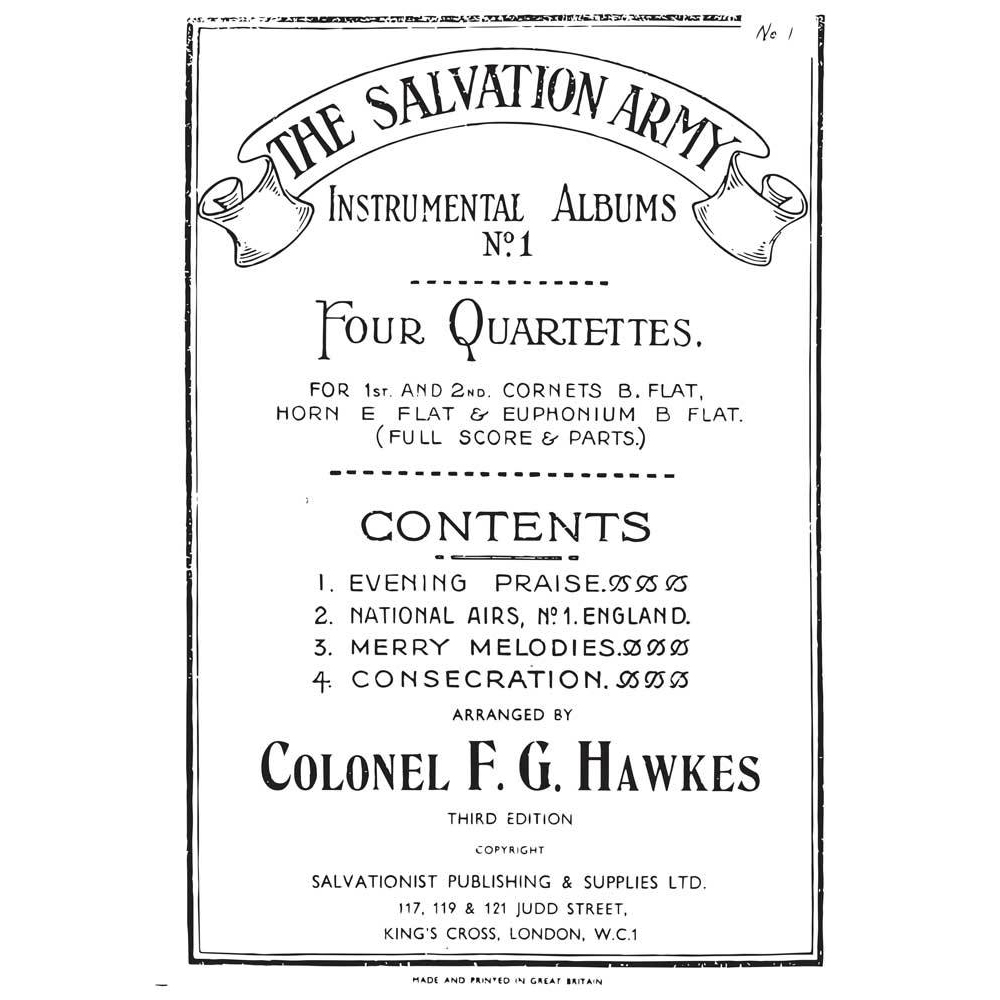 No 1
THE SALVATION ARMY
INSTRUMENTAL ALBUMS
No. 1
FOUR QUARTETTES.
FOR 1ST. AND 2ND. CORNETS B. FLAT,
HORN E FLAT & EUPHONIUM B FLAT.
(FULL SCORE & PARTS.)
CONTENTS
1. EVENING PRAISE.
2. NATIONAL AIRS, No. 1. ENGLAND.
3. MERRY MELODIES.
4. CONSECRATION.
ARRANGED BY
COLONEL F. G. HAWKES
THIRD EDITION
COPYRIGHT
SALVATIONIST PUBLISHING & SUPPLIES LTD.
117, 119 & 121 JUDD STREET,
KING'S CROSS, LONDON, W.C.1
MADE AND PRINTED IN GREAT BRITAIN